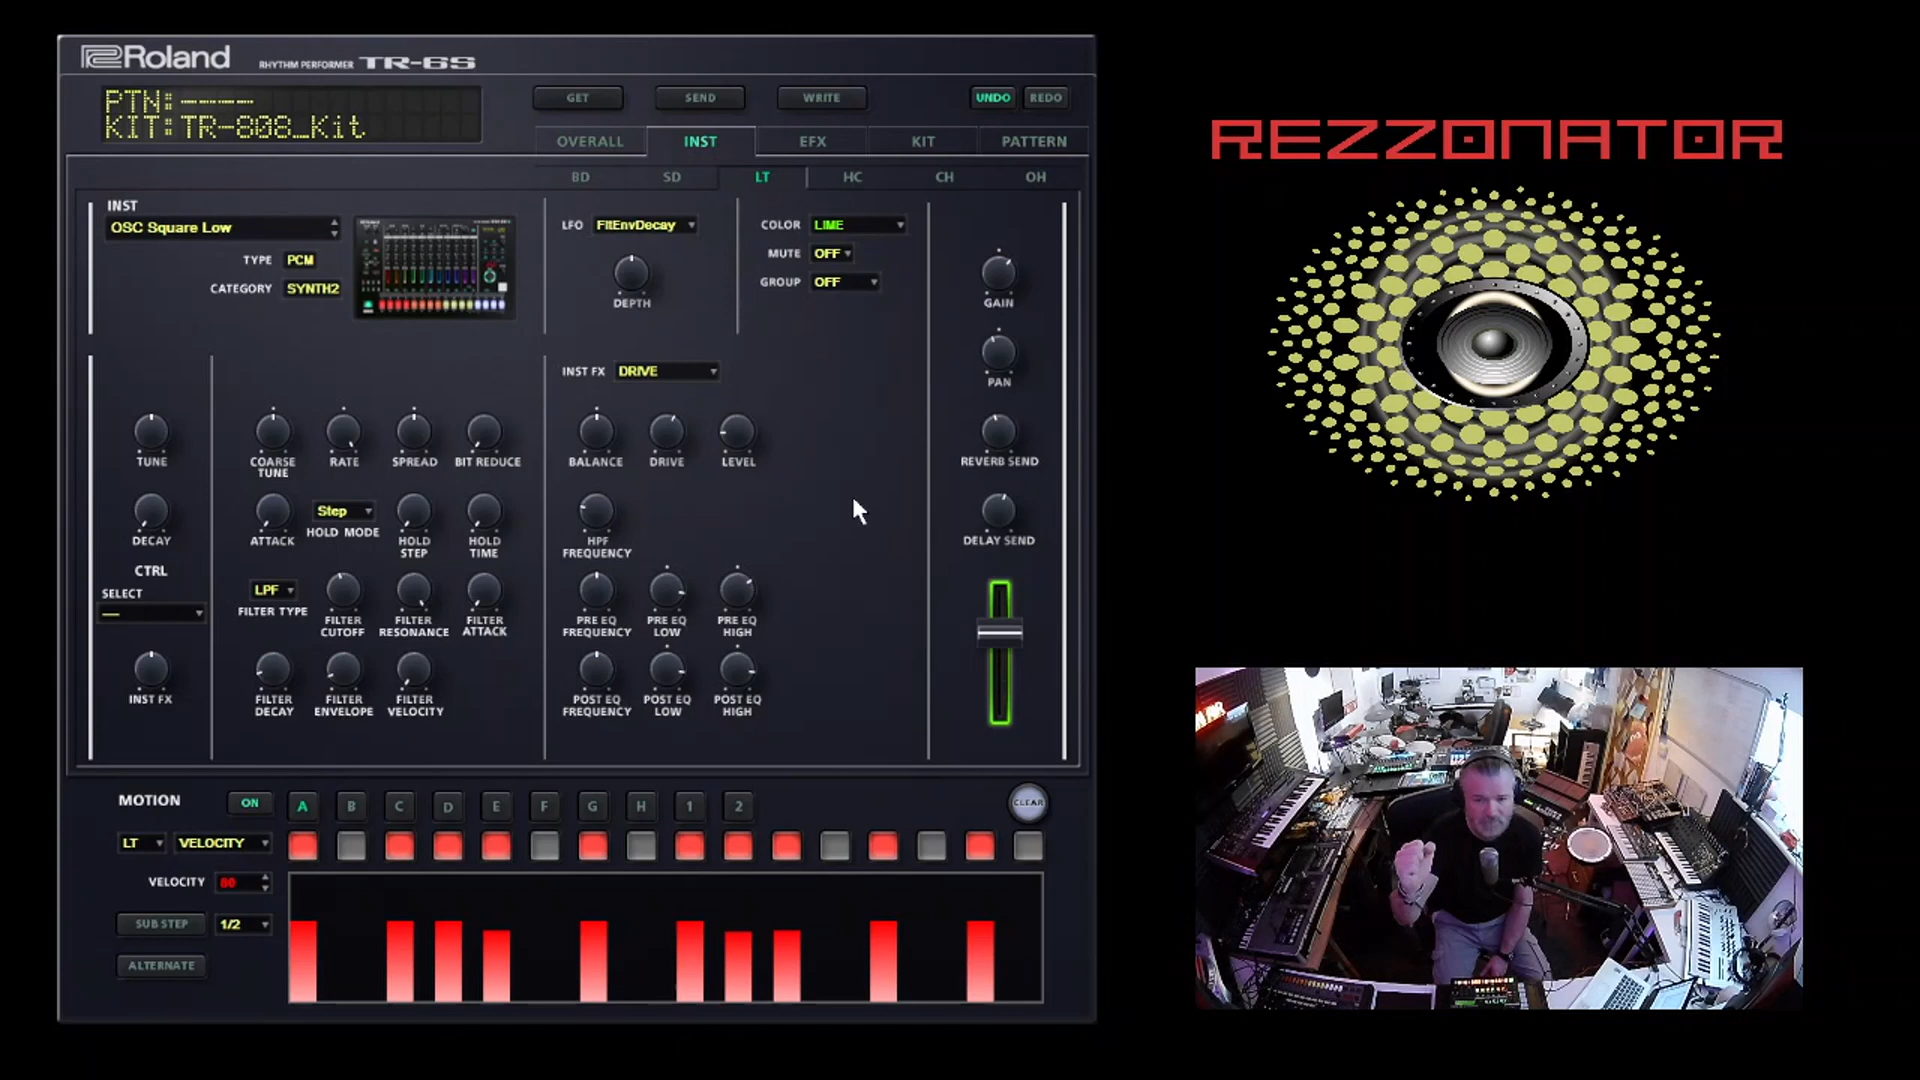 Roland RHYTHM PERFORMER TR-6S
PTN:----
KIT:TR-808_Kit
GET SEND WRITE UNDO REDO
OVERALL INST EFX KIT PATTERN
BD SD LT HC CH OH
INST
OSC Square Low
TYPE PCM
CATEGORY SYNTH2
LFO FltEnvDecay
DEPTH
COLOR LIME
MUTE OFF
GROUP OFF
GAIN
PAN
INST FX DRIVE
TUNE
COARSE TUNE
RATE
SPREAD
BIT REDUCE
BALANCE
DRIVE
LEVEL
REVERB SEND
DECAY
ATTACK
Step
HOLD MODE
HOLD STEP
HOLD TIME
HPF FREQUENCY
DELAY SEND
CTRL
SELECT
LPF
FILTER TYPE
FILTER CUTOFF
FILTER RESONANCE
FILTER ATTACK
PRE EQ FREQUENCY
PRE EQ LOW
PRE EQ HIGH
INST FX
FILTER DECAY
FILTER ENVELOPE
FILTER VELOCITY
POST EQ FREQUENCY
POST EQ LOW
POST EQ HIGH
MOTION ON A B C D E F G H 1 2 CLEAR
LT VELOCITY
VELOCITY 80
SUB STEP 1/2
ALTERNATE
REZZONATOR